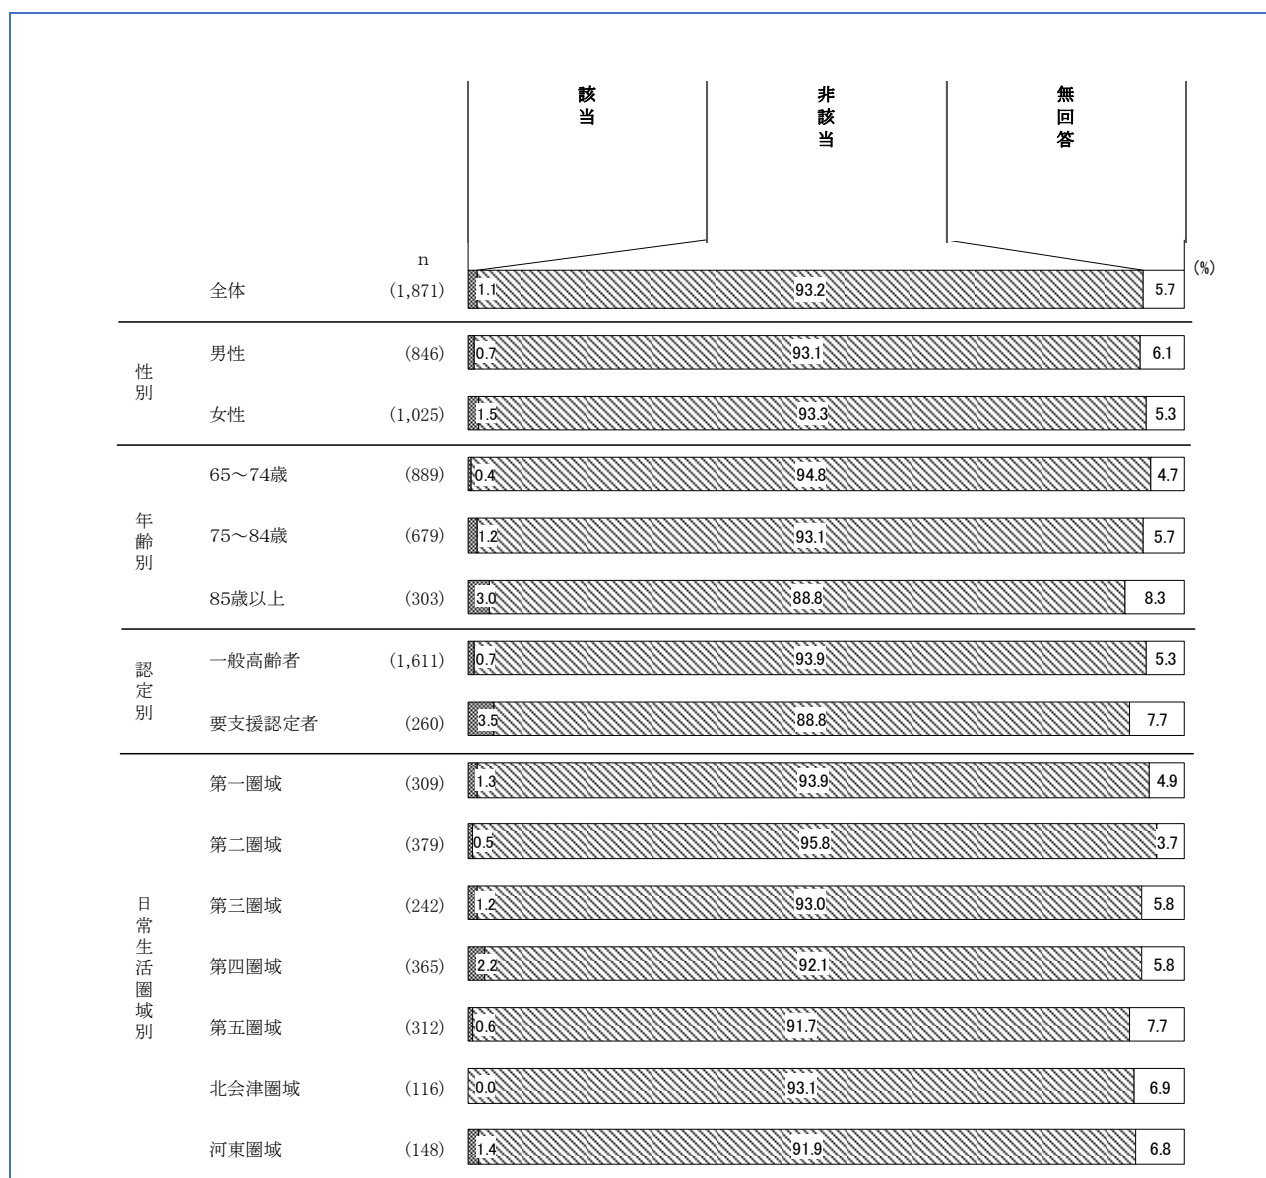 該当
非該当
無回答
n
(%)
全体 (1,871) 1.1 93.2 5.7
性別
男性 (846) 0.7 93.1 6.1
女性 (1,025) 1.5 93.3 5.3
年齢別
65～74歳 (889) 0.4 94.8 4.7
75～84歳 (679) 1.2 93.1 5.7
85歳以上 (303) 3.0 88.8 8.3
認定別
一般高齢者 (1,611) 0.7 93.9 5.3
要支援認定者 (260) 3.5 88.8 7.7
日常生活圏域別
第一圏域 (309) 1.3 93.9 4.9
第二圏域 (379) 0.5 95.8 3.7
第三圏域 (242) 1.2 93.0 5.8
第四圏域 (365) 2.2 92.1 5.8
第五圏域 (312) 0.6 91.7 7.7
北会津圏域 (116) 0.0 93.1 6.9
河東圏域 (148) 1.4 91.9 6.8